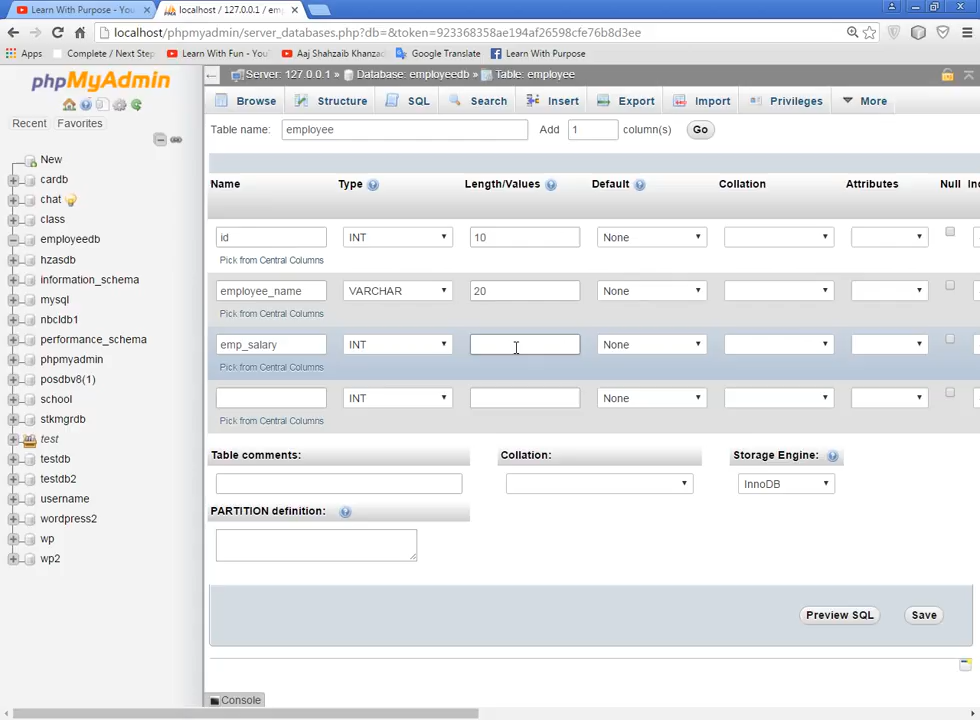 Learn With Purpose - You
localhost / 127.0.0.1 / em
localhost/phpmyadmin/server_databases.php?db=&token=923368358ae194af26598cfe76b8d3ee
Apps Complete / Next Step Learn With Fun - You Aaj Shahzaib Khanza Google Translate Learn With Purpose
phpMyAdmin
Recent Favorites
New
cardb
chat
class
employeedb
hzasdb
information_schema
mysql
nbcldb1
performance_schema
phpmyadmin
posdbv8(1)
school
stkmgrdb
test
testdb
testdb2
username
wordpress2
wp
wp2
Server: 127.0.0.1 » Database: employeedb » Table: employee
Browse Structure SQL Search Insert Export Import Privileges More
Table name: employee Add 1 column(s) Go
Name Type Length/Values Default Collation Attributes Null In
id INT 10 None
Pick from Central Columns
employee_name VARCHAR 20 None
Pick from Central Columns
emp_salary INT None
Pick from Central Columns
INT None
Pick from Central Columns
Table comments: Collation: Storage Engine:
InnoDB
PARTITION definition:
Preview SQL Save
Console